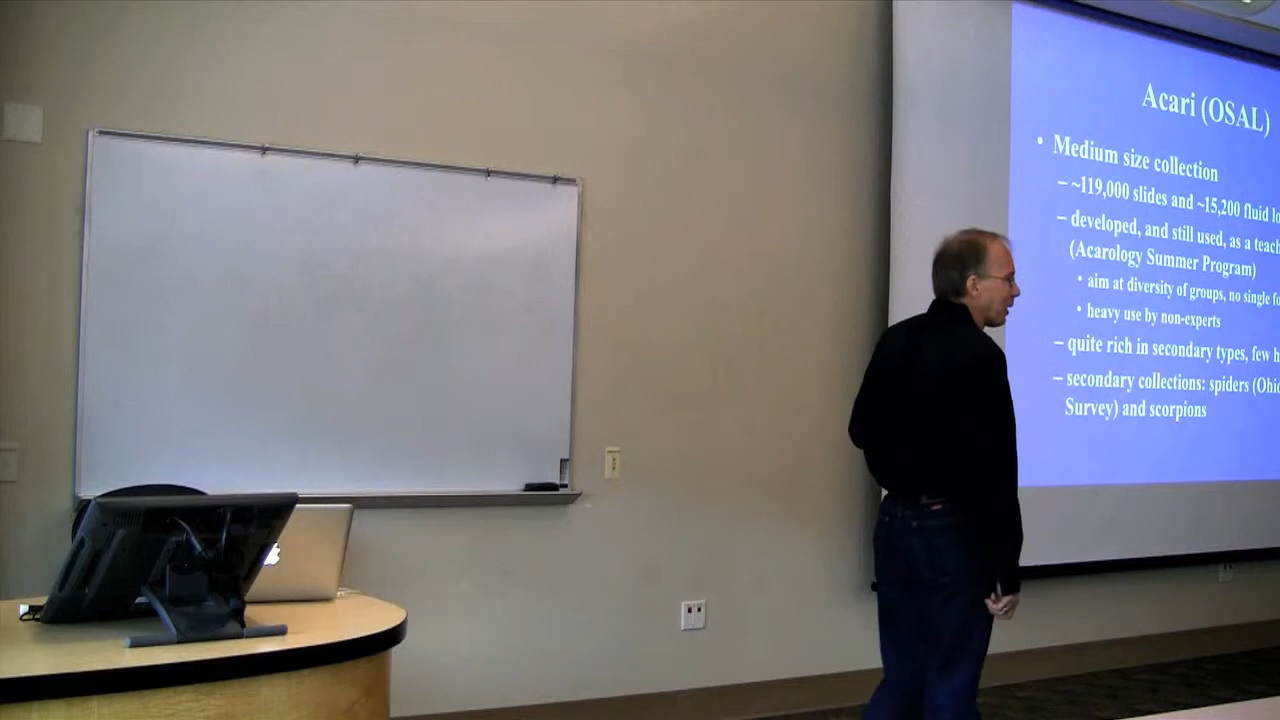 Acari (OSAL)
• Medium size collection
– ~119,000 slides and ~15,200 fluid
– developed, and still used, as a
(Acarology Summer Program)
• aim at diversity of groups, no single
• heavy use by non-experts
– quite rich in secondary types, few
– secondary collections: spiders
Survey) and scorpions